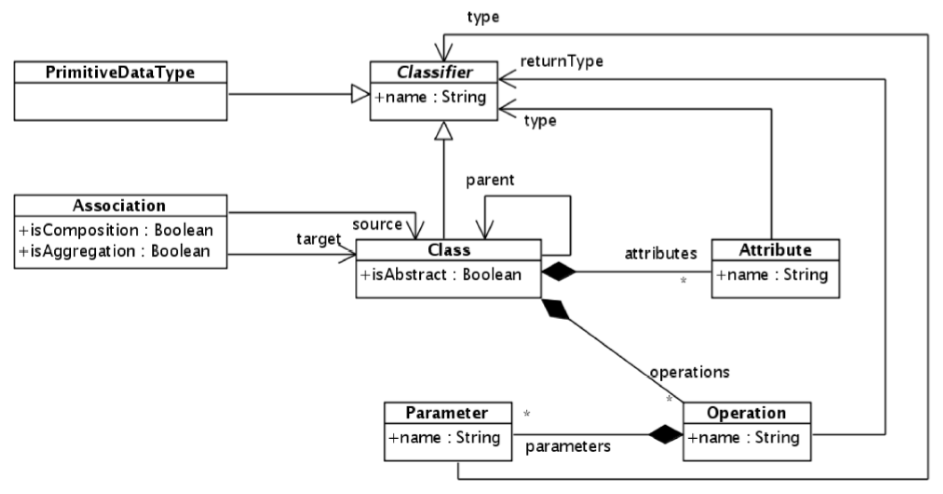 type
PrimitiveDataType
Classifier
+name : String
returnType
type
parent
Association
+isComposition : Boolean
+isAggregation : Boolean
source
target
Class
+isAbstract : Boolean
attributes
*
Attribute
+name : String
operations
*
Parameter
+name : String
*
parameters
Operation
+name : String